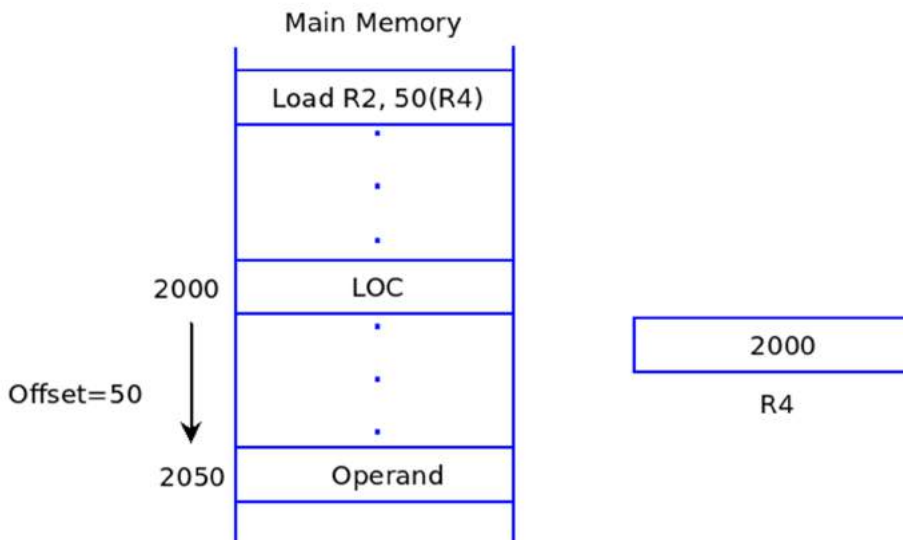 Main Memory
Load R2, 50(R4)
2000
LOC
2000
Offset=50
R4
2050
Operand